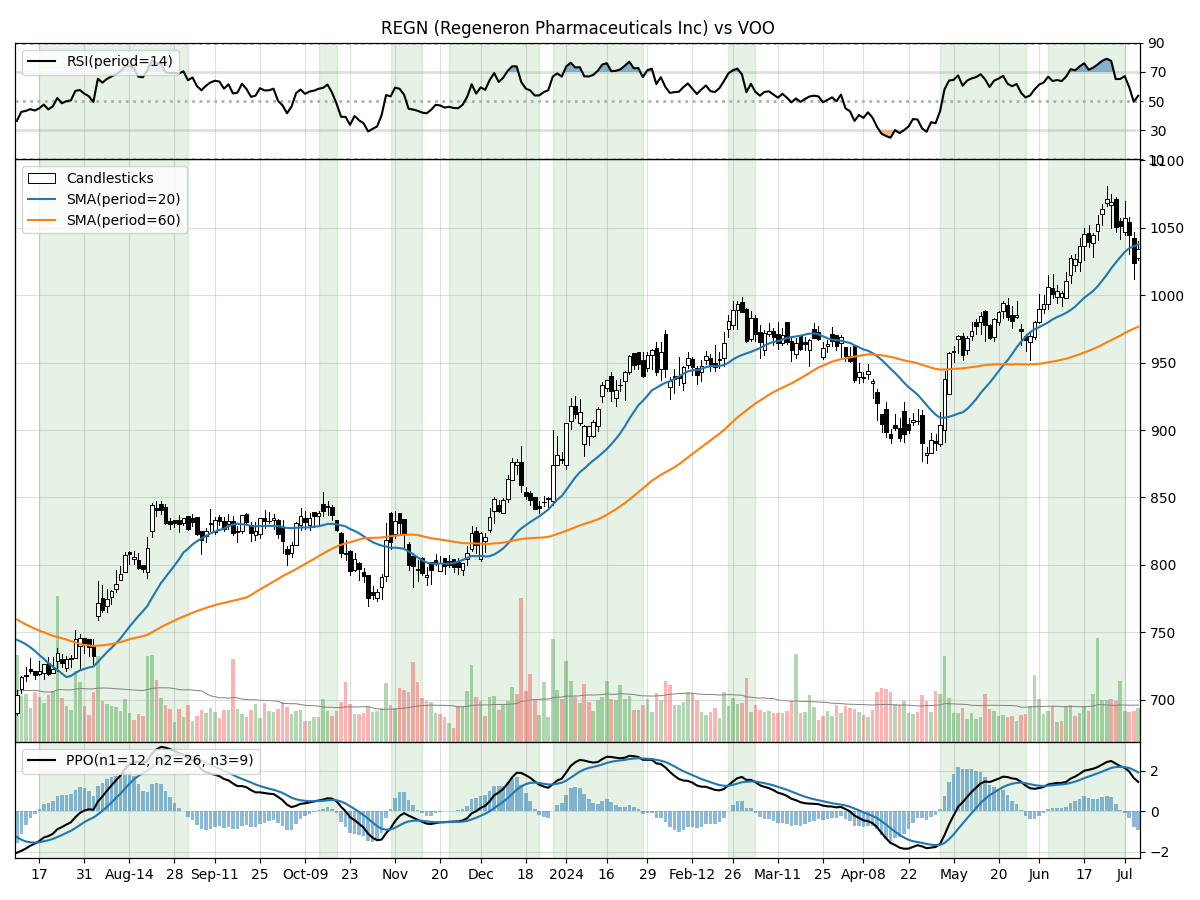 REGN (Regeneron Pharmaceuticals Inc) vs VOO
RSI(period=14)
90
70
50
30
10
Candlesticks
SMA(period=20)
SMA(period=60)
1100
1050
1000
950
900
850
800
750
700
PPO(n1=12, n2=26, n3=9)
2
0
−2
17 31 Aug-14 28 Sep-11 25 Oct-09 23 Nov 20 Dec 18 2024 16 29 Feb-12 26 Mar-11 25 Apr-08 22 May 20 Jun 17 Jul